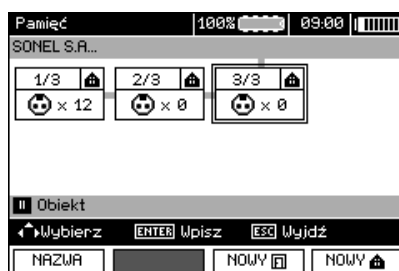 Pamięć 100% 09:00
SONEL S.A...
1/3 2/3 3/3
x 12 x 0 x 0
Obiekt
Wybierz ENTER Wpisz ESC Wyjdź
NAZWA NOWY NOWY